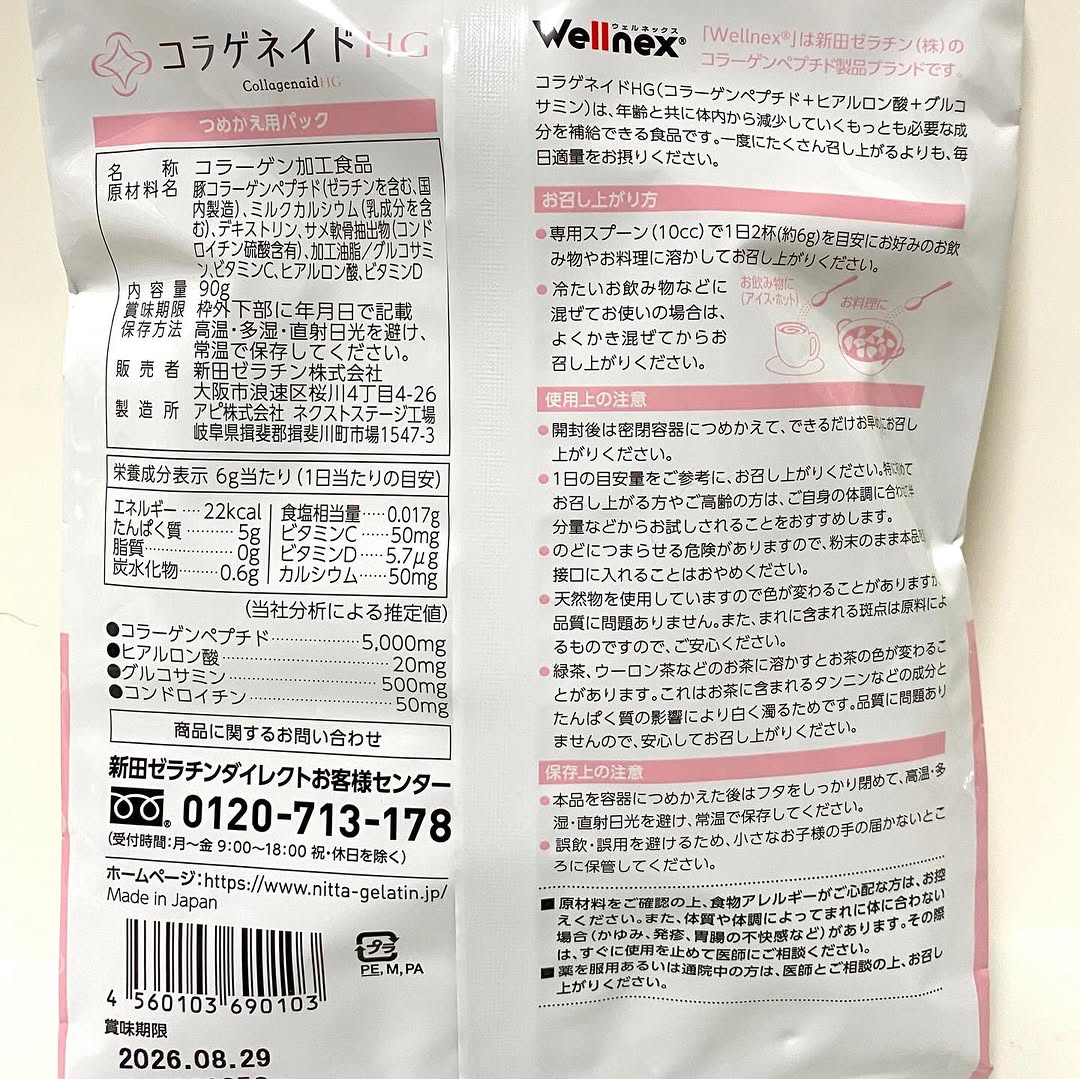 コラゲネイドHG
CollagenaidHG
つめかえ用パック
名称 コラーゲン加工食品
原材料名 豚コラーゲンペプチド(ゼラチンを含む、国
内製造)、ミルクカルシウム(乳成分を含
む)、デキストリン、サメ軟骨抽出物(コンド
ロイチン硫酸含有)、加工油脂/グルコサミ
ン、ビタミンC、ヒアルロン酸、ビタミンD
内容量 90g
賞味期限 枠外下部に年月日で記載
保存方法 高温・多湿・直射日光を避け、
常温で保存してください。
販売者 新田ゼラチン株式会社
大阪市浪速区桜川4丁目4-26
製造所 アピ株式会社 ネクストステージ工場
岐阜県揖斐郡揖斐川町市場1547-3
栄養成分表示 6g当たり(1日当たりの目安)
エネルギー····22kcal
たんぱく質·····5g
脂質·····0g
炭水化物·····0.6g
食塩相当量····0.017g
ビタミンC·····50mg
ビタミンD·····5.7μg
カルシウム·····50mg
(当社分析による推定値)
●コラーゲンペプチド·····5,000mg
●ヒアルロン酸·····20mg
●グルコサミン·····500mg
●コンドロイチン·····50mg
商品に関するお問い合わせ
新田ゼラチンダイレクトお客様センター
0120-713-178
(受付時間:月〜金 9:00〜18:00 祝・休日を除く)
ホームページ:https://www.nitta-gelatin.jp/
Made in Japan
プラ
PE,M,PA
4 560103 690103
賞味期限
2026.08.29
ウェルネックス
Wellnex®
「Wellnex®」は新田ゼラチン(株)の
コラーゲンペプチド製品ブランドです。
コラゲネイドHG(コラーゲンペプチド+ヒアルロン酸+グルコ
サミン)は、年齢と共に体内から減少していくもっとも必要な成
分を補給できる食品です。一度にたくさん召し上がるよりも、毎
日適量をお摂りください。
お召し上がり方
●専用スプーン(10cc)で1日2杯(約6g)を目安にお好みのお飲
み物やお料理に溶かしてお召し上がりください。
●冷たいお飲み物などに
混ぜてお使いの場合は、
よくかき混ぜてからお
召し上がりください。
お飲み物に
(アイス・ホット)
お料理に
使用上の注意
●開封後は密閉容器につめかえて、できるだけお早めにお召し
上がりください。
●1日の目安量をご参考に、お召し上がりください。特に初めて
お召し上がる方やご高齢の方は、ご自身の体調に合わせ半
分量などからお試しされることをおすすめします。
●のどにつまらせる危険がありますので、粉末のまま本品を
接口に入れることはおやめください。
●天然物を使用していますので色が変わることがありますが、
品質に問題ありません。また、まれに含まれる斑点は原料によ
るものですので、ご安心ください。
●緑茶、ウーロン茶などのお茶に溶かすとお茶の色が変わるこ
とがあります。これはお茶に含まれるタンニンなどの成分と
たんぱく質の影響により白く濁るためです。品質に問題あり
ませんので、安心してお召し上がりください。
保存上の注意
●本品を容器につめかえた後はフタをしっかり閉めて、高温・多
湿・直射日光を避け、常温で保存してください。
●誤飲・誤用を避けるため、小さなお子様の手の届かないとこ
ろに保管してください。
■原材料をご確認の上、食物アレルギーがご心配な方は、お控
えください。また、体質や体調によってまれに体に合わない
場合(かゆみ、発疹、胃腸の不快感など)があります。その際
は、すぐに使用を止めて医師にご相談ください。
■薬を服用あるいは通院中の方は、医師とご相談の上、お召し
上がりください。